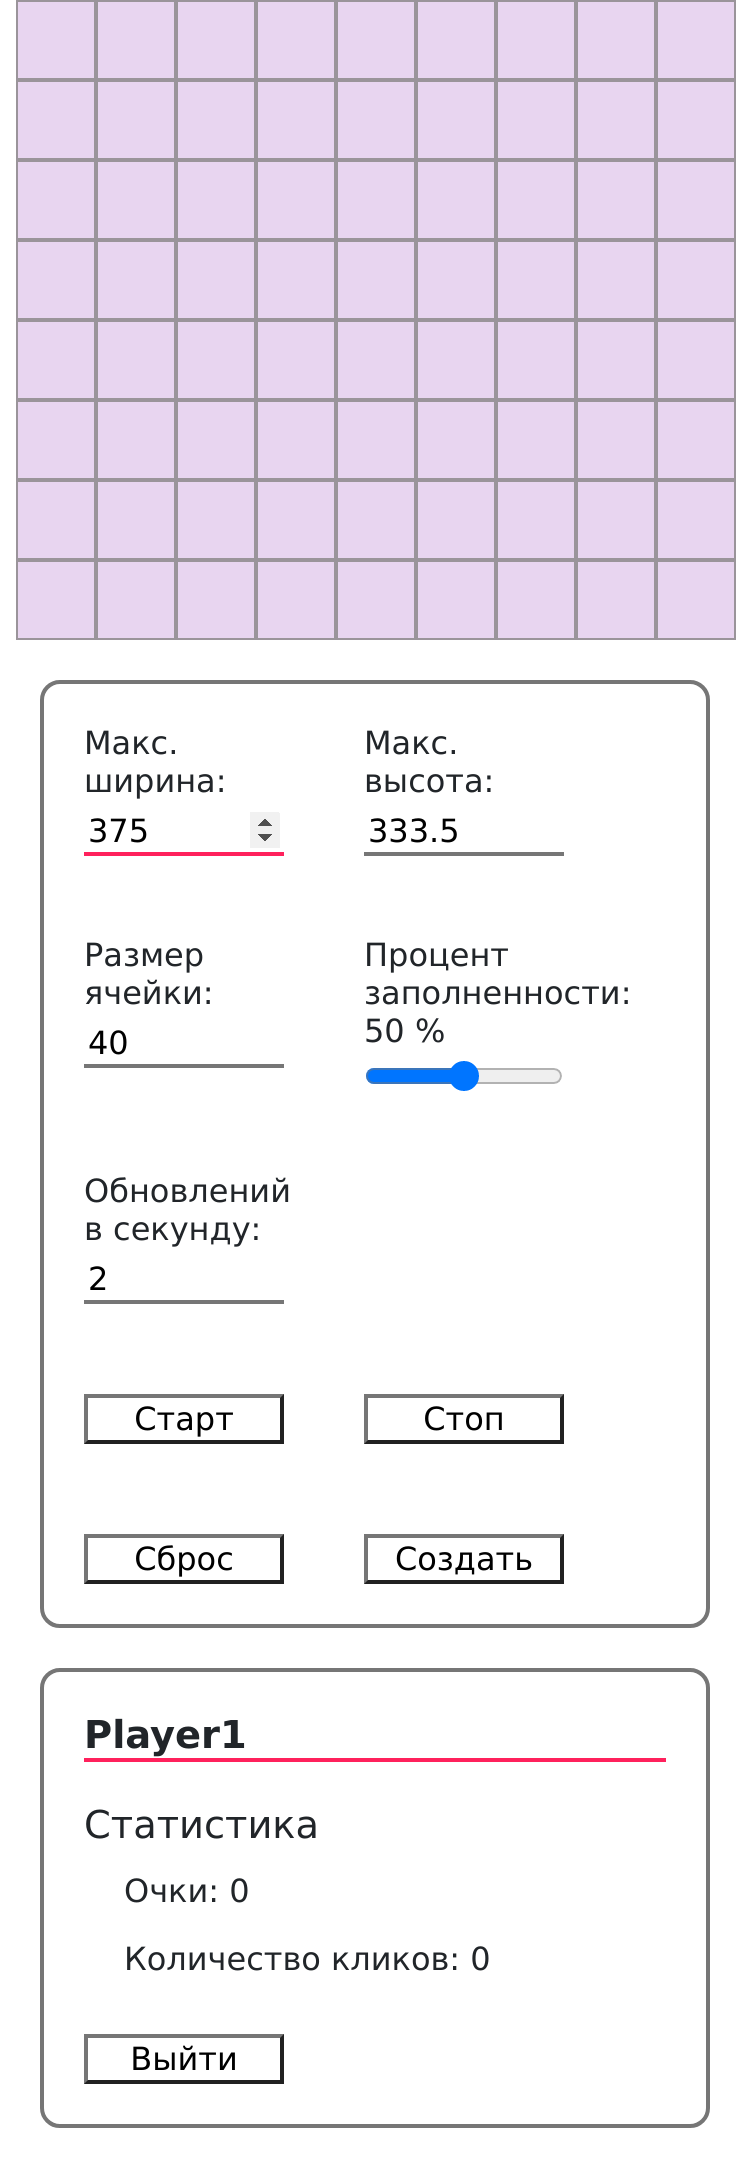 Макс.
ширина:
375
Макс.
высота:
333.5
Размер
ячейки:
40
Процент
заполненности:
50 %
Обновлений
в секунду:
2
Старт
Стоп
Сброс
Создать
Player1
Статистика
Очки: 0
Количество кликов: 0
Выйти